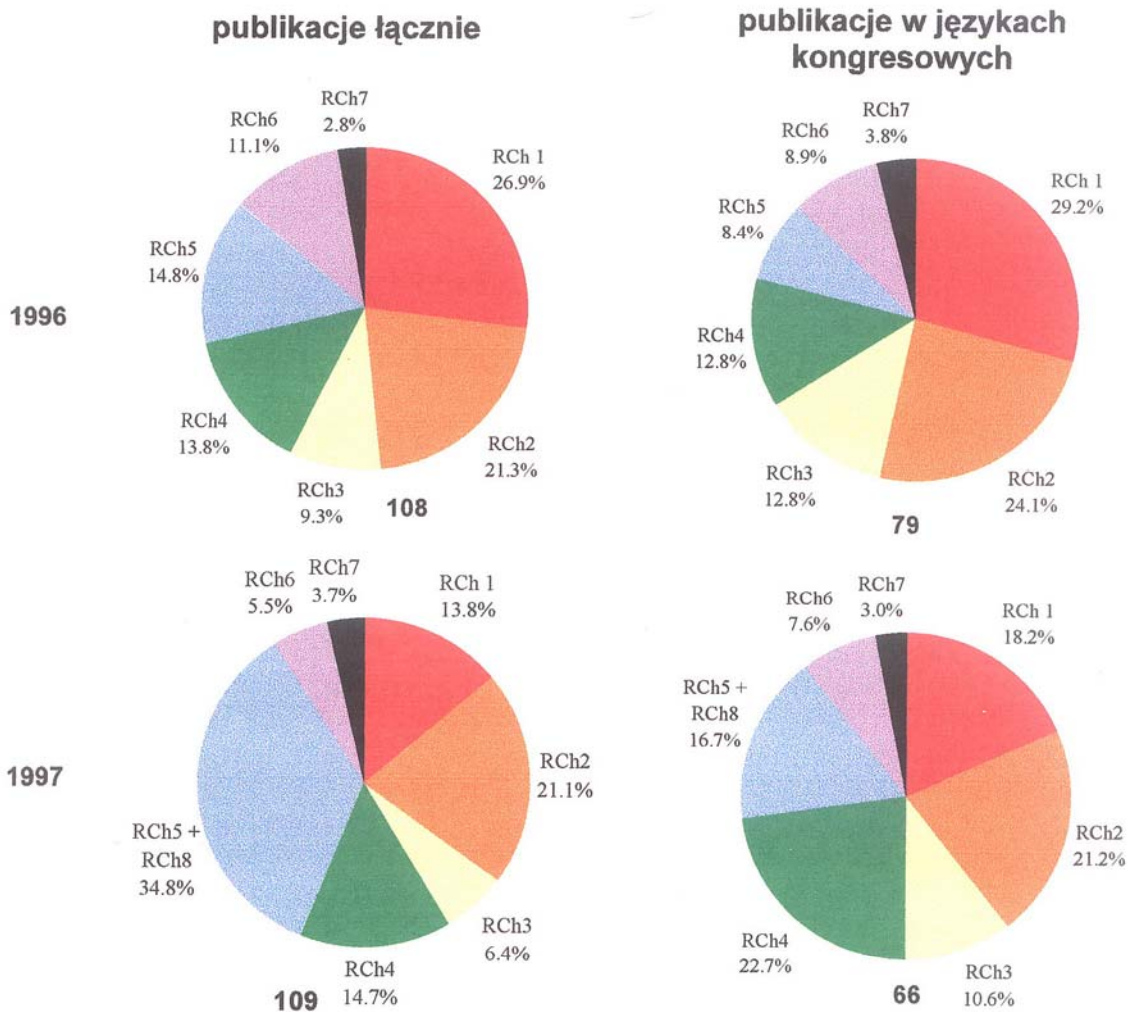 publikacje łącznie
publikacje w językach
kongresowych
1996
RCh7
2.8%
RCh6
11.1%
RCh 1
26.9%
RCh5
14.8%
RCh4
13.8%
RCh3
9.3%
RCh2
21.3%
108
RCh7
3.8%
RCh6
8.9%
RCh 1
29.2%
RCh5
8.4%
RCh4
12.8%
RCh3
12.8%
RCh2
24.1%
79
1997
RCh7
3.7%
RCh6
5.5%
RCh 1
13.8%
RCh2
21.1%
RCh5 +
RCh8
34.8%
RCh3
6.4%
RCh4
14.7%
109
RCh7
3.0%
RCh6
7.6%
RCh 1
18.2%
RCh5 +
RCh8
16.7%
RCh2
21.2%
RCh4
22.7%
RCh3
10.6%
66